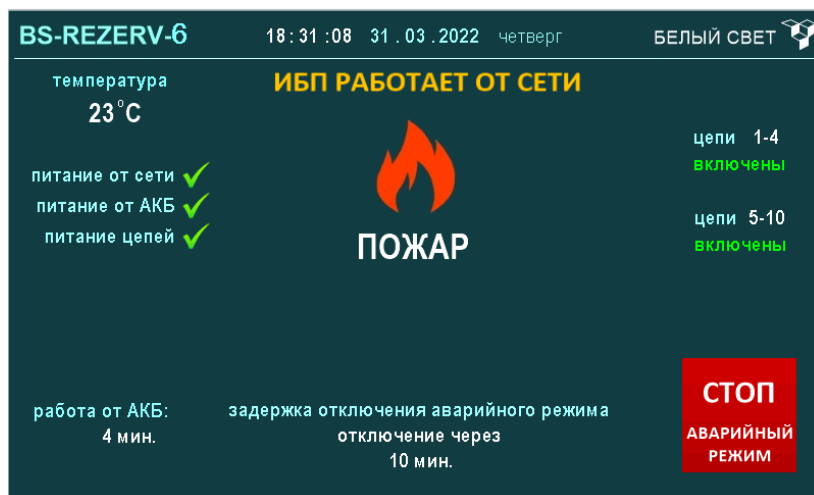 BS-REZERV-6
18:31:08 31.03.2022 четверг
БЕЛЫЙ СВЕТ
температура
23°C
ИБП РАБОТАЕТ ОТ СЕТИ
питание от сети
питание от АКБ
питание цепей
ПОЖАР
цепи 1-4
включены
цепи 5-10
включены
работа от АКБ:
4 мин.
задержка отключения аварийного режима
отключение через
10 мин.
СТОП
АВАРИЙНЫЙ
РЕЖИМ